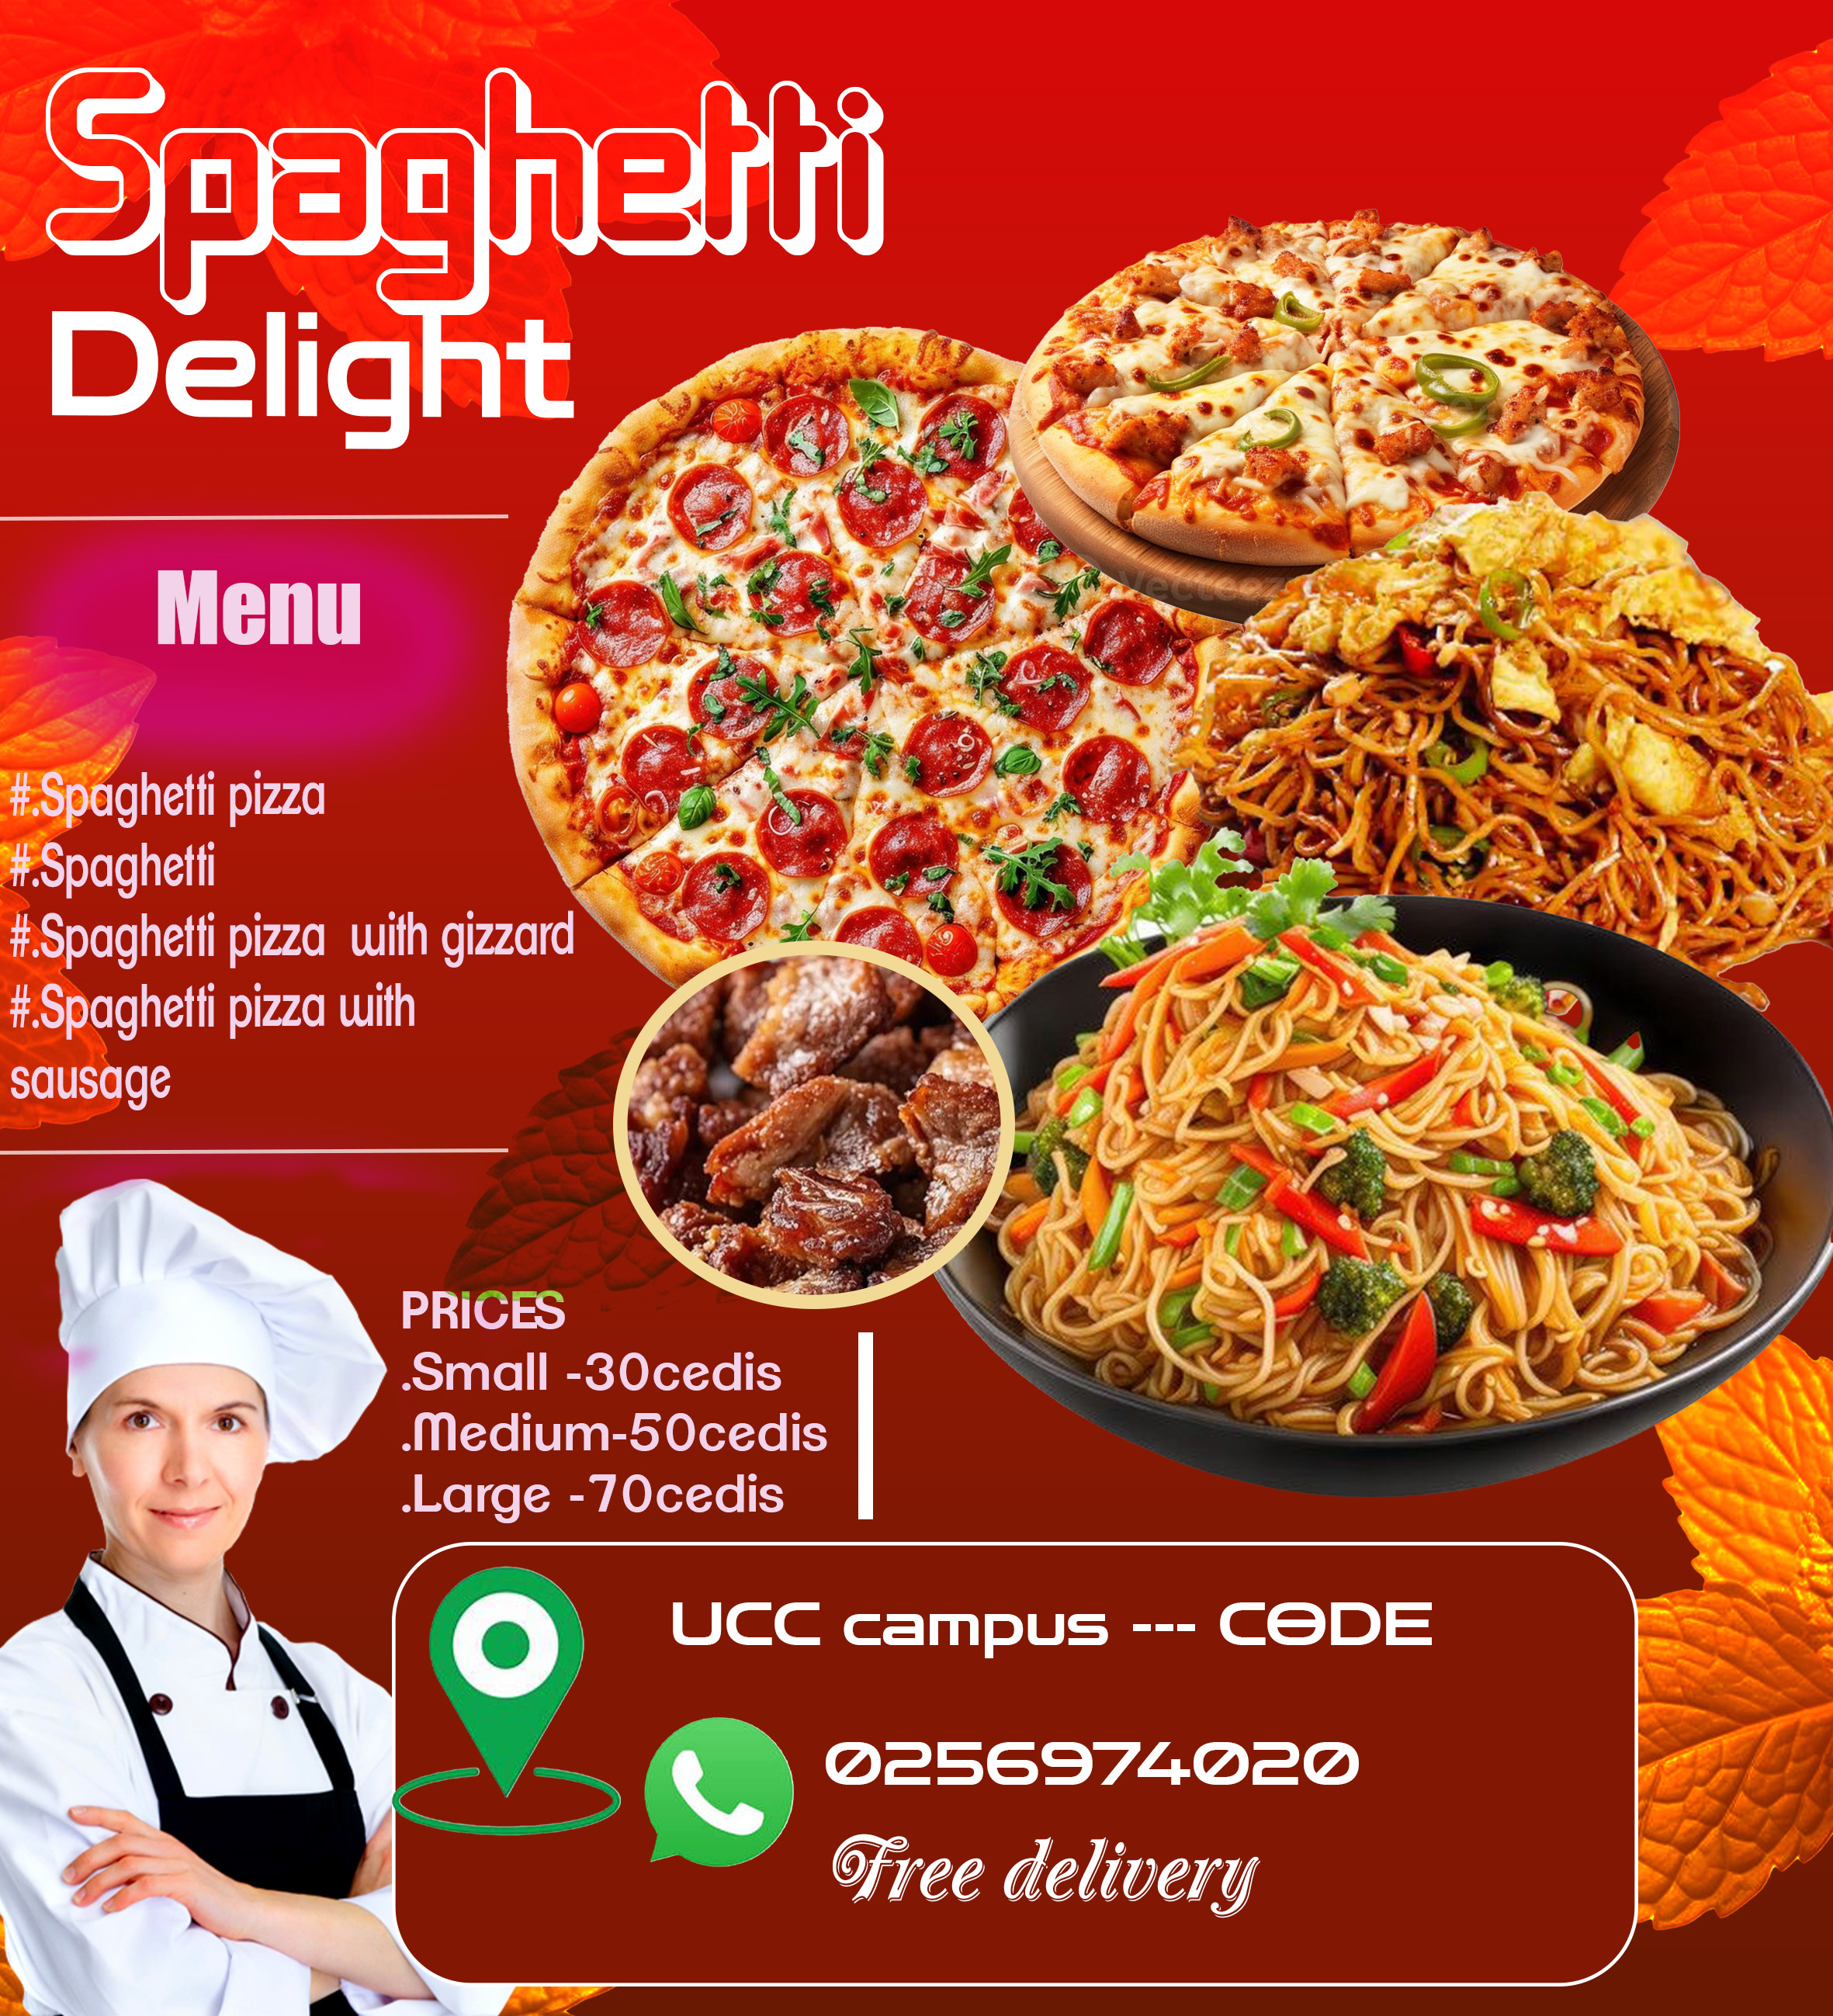 Spaghetti
Delight
Menu
#.Spaghetti pizza
#.Spaghetti
#.Spaghetti pizza  with gizzard
#.Spaghetti pizza with
sausage
PRICES
.Small -30cedis
.Medium-50cedis
.Large -70cedis
UCC campus --- CODE
0256974020
Free delivery